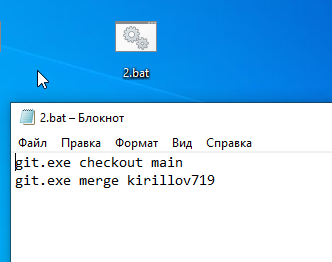 2.bat
2.bat – Блокнот
Файл Правка Формат Вид Справка
git.exe checkout main
git.exe merge kirillov719